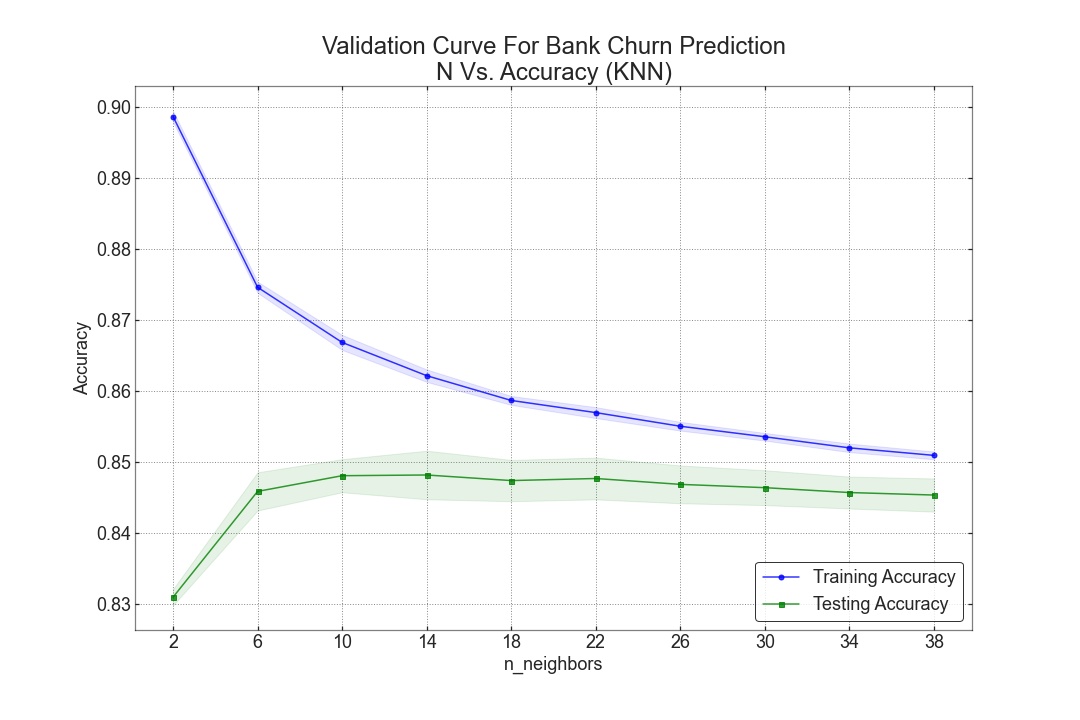 Validation Curve For Bank Churn Prediction
N Vs. Accuracy (KNN)
Accuracy
0.90
0.89
0.88
0.87
0.86
0.85
0.84
0.83
Training Accuracy
Testing Accuracy
2 6 10 14 18 22 26 30 34 38
n_neighbors